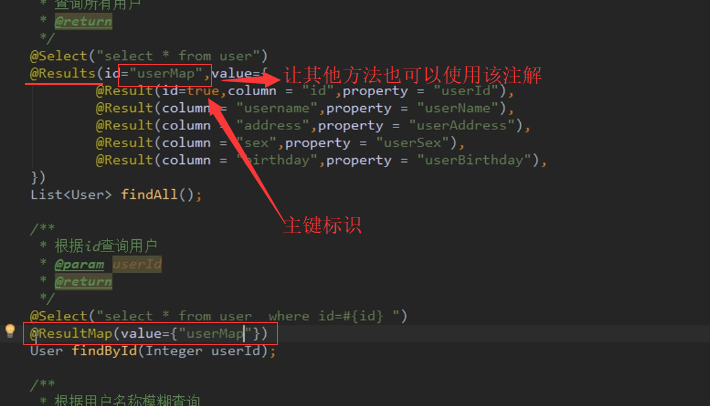 * 查询所有用户
* @return
*/
@Select("select * from user")
@Results(id="userMap",value={
让其他方法也可以使用该注解
@Result(id=true,column = "id",property = "userId"),
@Result(column = "username",property = "userName"),
@Result(column = "address",property = "userAddress"),
@Result(column = "sex",property = "userSex"),
@Result(column = "birthday",property = "userBirthday"),
})
List<User> findAll();
主键标识
/**
* 根据id查询用户
* @param userId
* @return
*/
@Select("select * from user  where id=#{id} ")
@ResultMap(value={"userMap"})
User findById(Integer userId);
/**
* 根据用户名称模糊查询